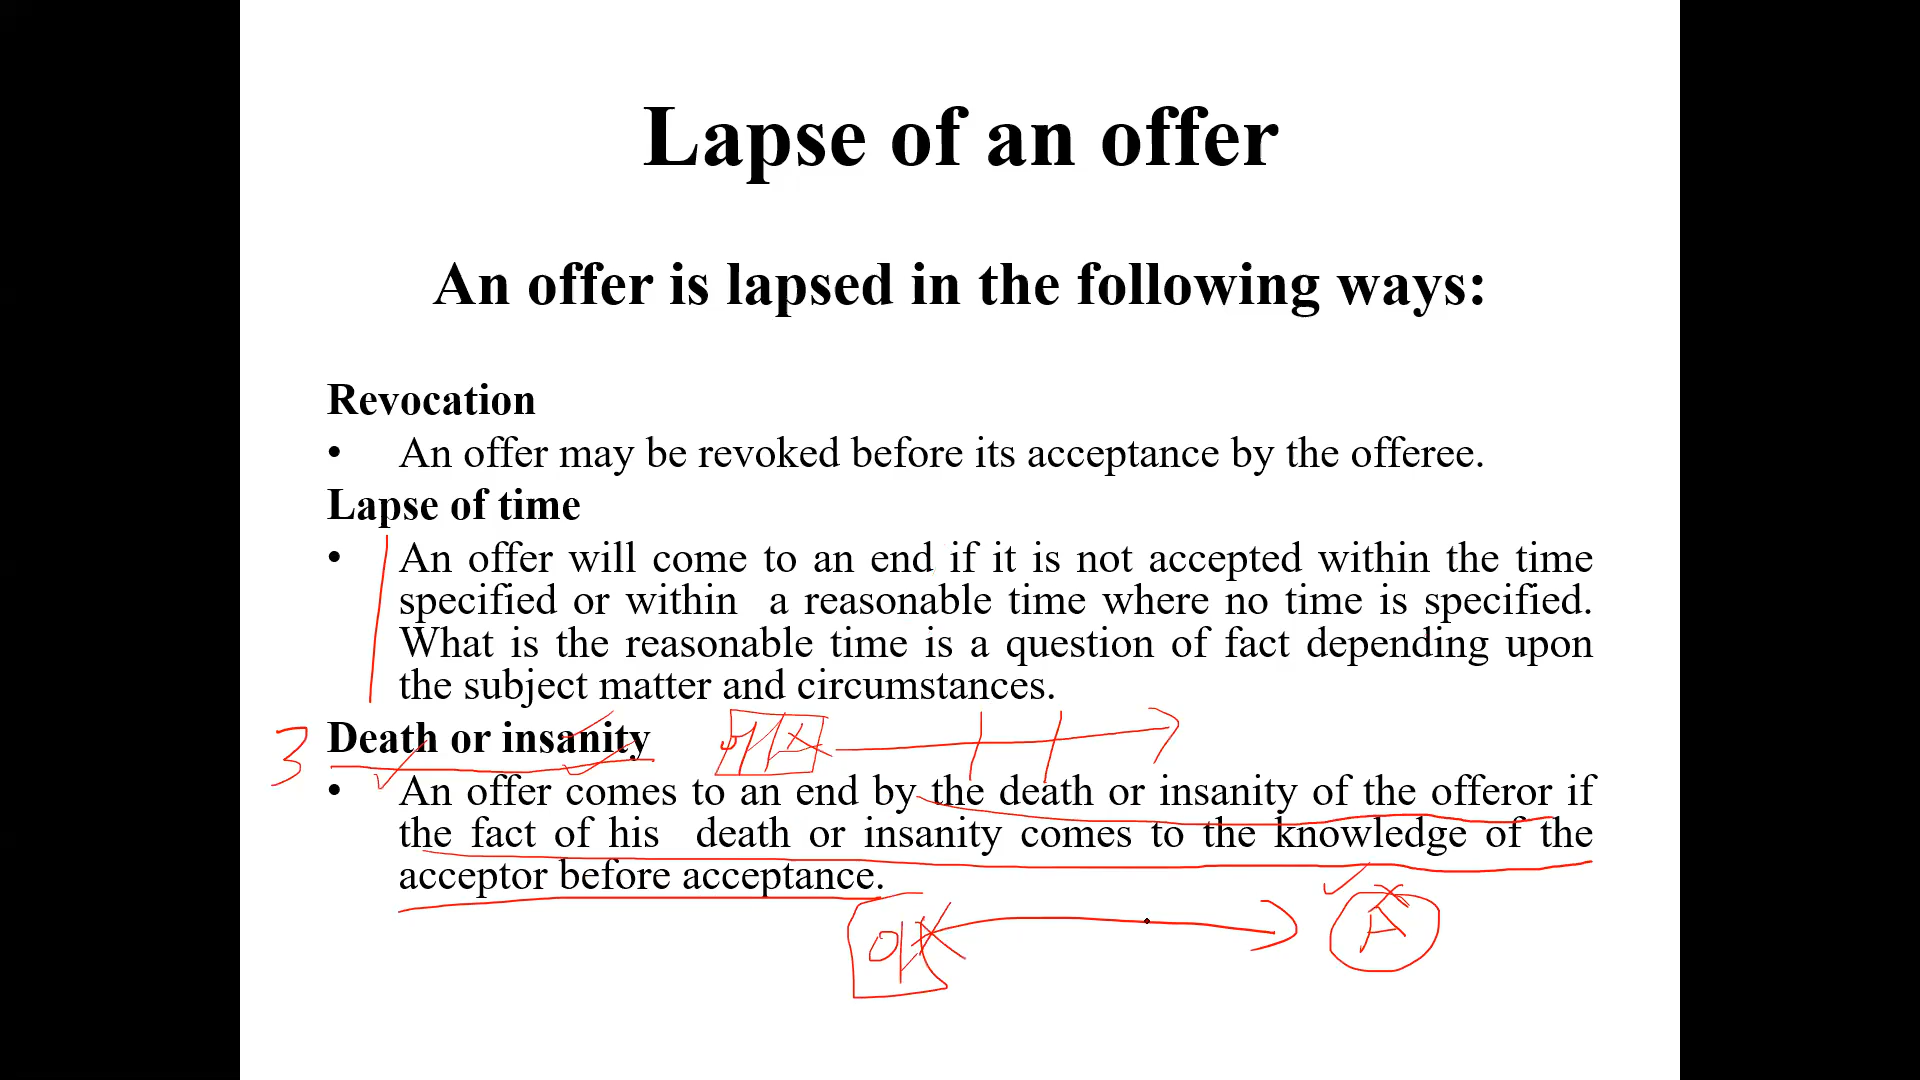 Lapse of an offer
An offer is lapsed in the following ways:
Revocation
• An offer may be revoked before its acceptance by the offeree.
Lapse of time
• An offer will come to an end if it is not accepted within the time
specified or within a reasonable time where no time is specified.
What is the reasonable time is a question of fact depending upon
the subject matter and circumstances.
3 Death or insanity
• An offer comes to an end by the death or insanity of the offeror if
the fact of his death or insanity comes to the knowledge of the
acceptor before acceptance.
A